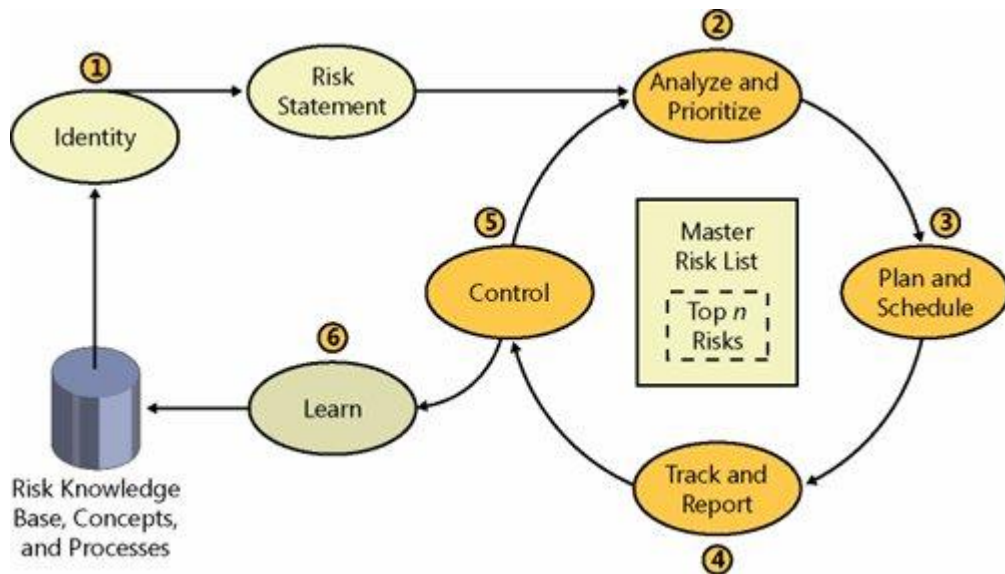 1
Identity
Risk
Statement
2
Analyze and
Prioritize
3
Plan and
Schedule
Master
Risk List
Top n
Risks
5
Control
6
Learn
Track and
Report
4
Risk Knowledge
Base, Concepts,
and Processes